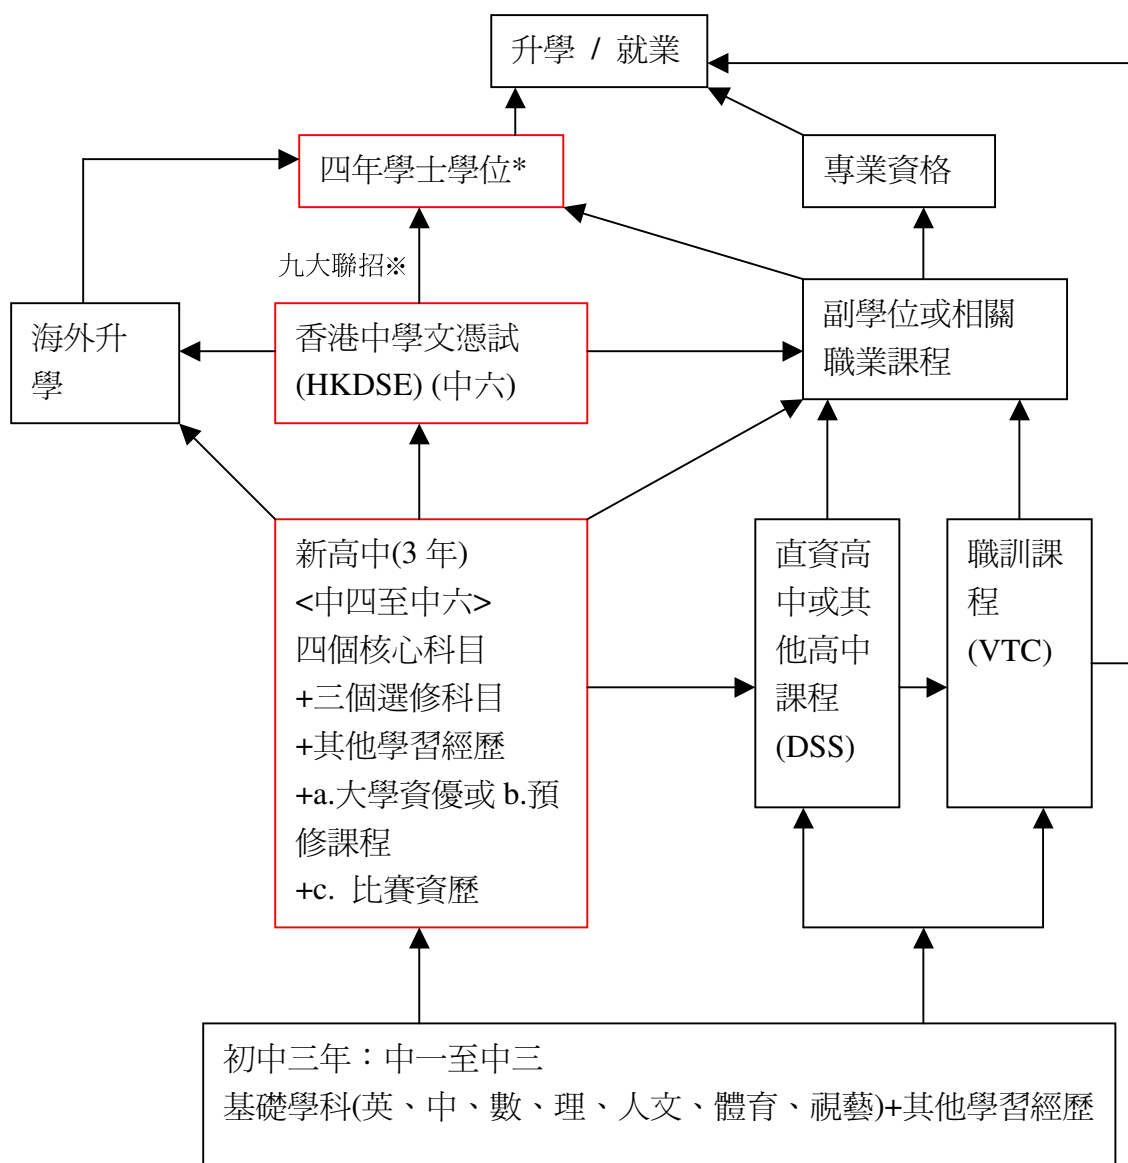 升學 / 就業
四年學士學位*
專業資格
九大聯招※
海外升
學
香港中學文憑試
(HKDSE) (中六)
副學位或相關
職業課程
新高中(3 年)
<中四至中六>
四個核心科目
+三個選修科目
+其他學習經歷
+a.大學資優或 b.預
修課程
+c. 比賽資歷
直資高
中或其
他高中
課程
(DSS)
職訓課
程
(VTC)
初中三年：中一至中三
基礎學科(英、中、數、理、人文、體育、視藝)+其他學習經歷